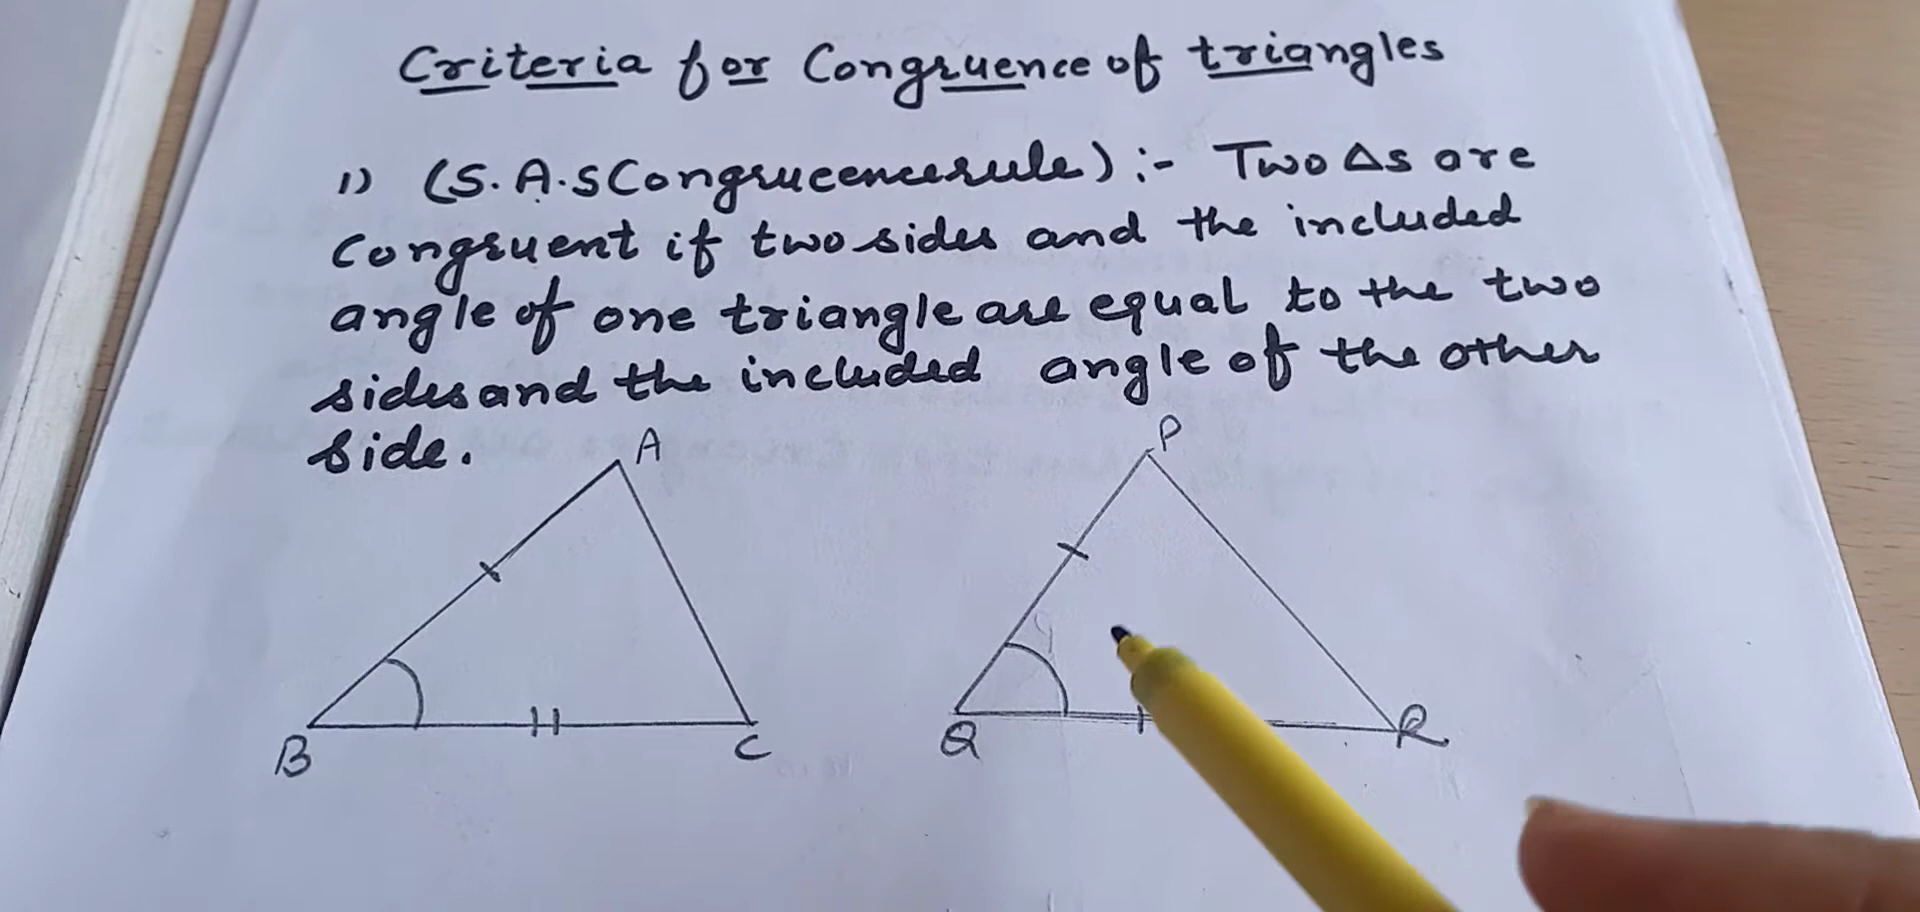 Criteria for Congruence of triangles
1) (S.A.S Congrucence rule) :- Two Δs are
congruent if two sides and the included
angle of one triangle are equal to the two
sides and the included angle of the other
side.
A
P
B
C
Q
R